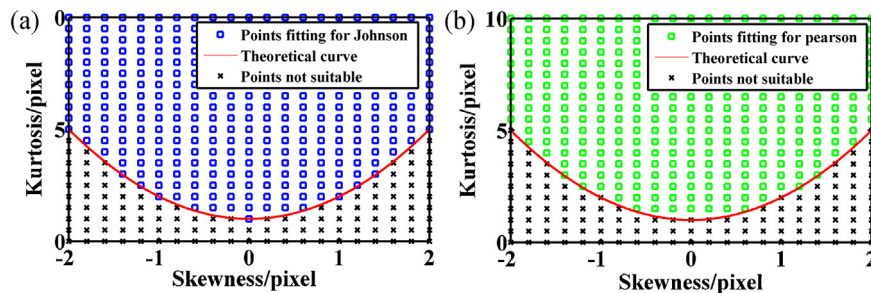 (a)
0
Points fitting for Johnson
Theoretical curve
Points not suitable
Kurtosis/pixel
5
0
-2 -1 0 1 2
Skewness/pixel
(b)
10
Points fitting for pearson
Theoretical curve
Points not suitable
Kurtosis/pixel
5
0
-2 -1 0 1 2
Skewness/pixel